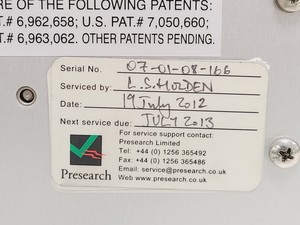 RE OF THE FOLLOWING PATENTS:
T.# 6,962,658; U.S. PAT.# 7,050,660;
T.# 6,963,062. OTHER PATENTS PENDING.
Serial No. 07-01-08-166
Serviced by: L.S.HOLDEN
Date: 19 July 2012
Next service due: JULY 2013
For service support contact:
Presearch Limited
Tel: +44 (0) 1256 365492
Fax: +44 (0) 1256 365486
Email: service@presearch.co.uk
Web www.presearch.co.uk
Presearch